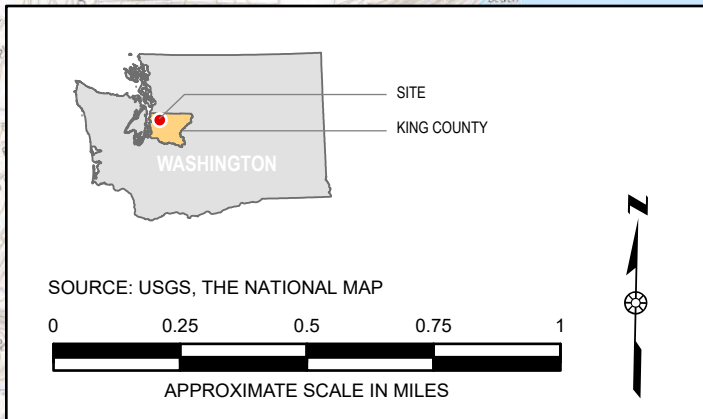 SITE
KING COUNTY
WASHINGTON
N
SOURCE: USGS, THE NATIONAL MAP
0 0.25 0.5 0.75 1
APPROXIMATE SCALE IN MILES